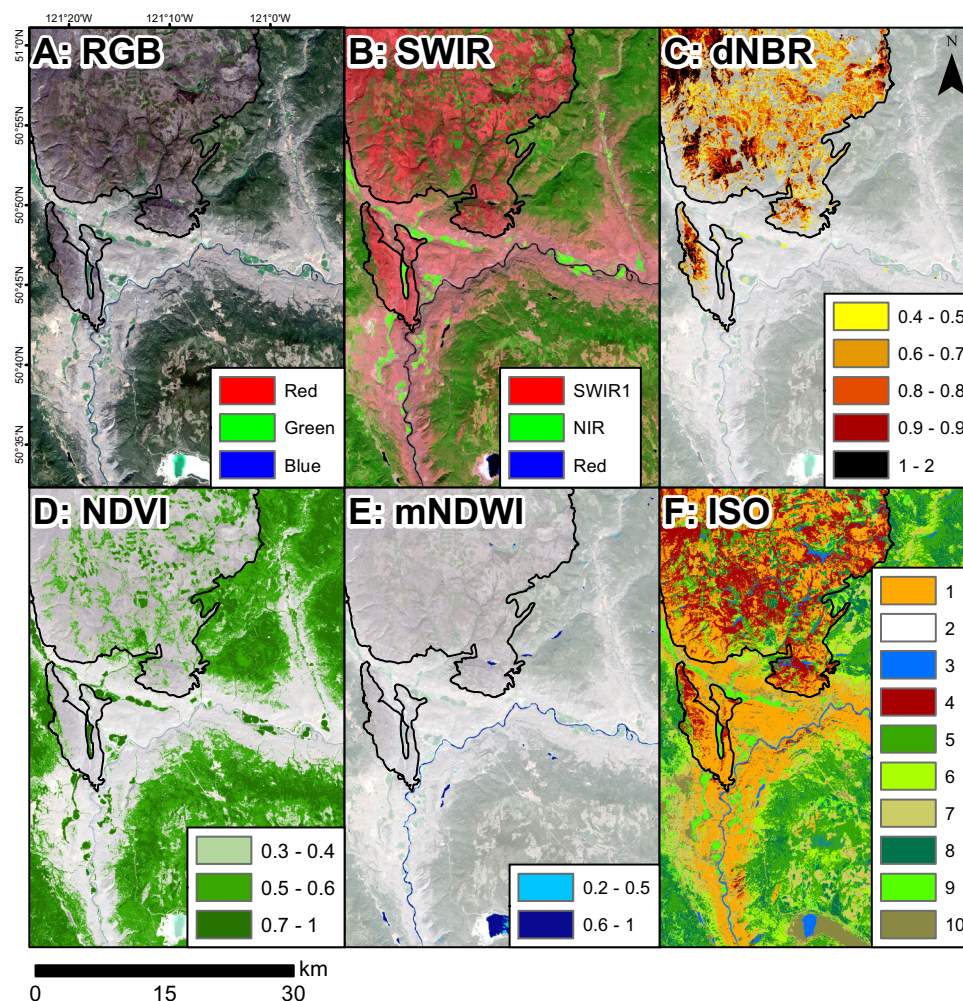 121°20'W 121°10'W 121°0'W
51°0'N
50°55'N
50°50'N
50°45'N
50°40'N
50°35'N
A: RGB
Red
Green
Blue
B: SWIR
SWIR1
NIR
Red
C: dNBR
N
0.4 - 0.5
0.6 - 0.7
0.8 - 0.8
0.9 - 0.9
1 - 2
D: NDVI
0.3 - 0.4
0.5 - 0.6
0.7 - 1
E: mNDWI
0.2 - 0.5
0.6 - 1
F: ISO
1
2
3
4
5
6
7
8
9
10
km
0 15 30